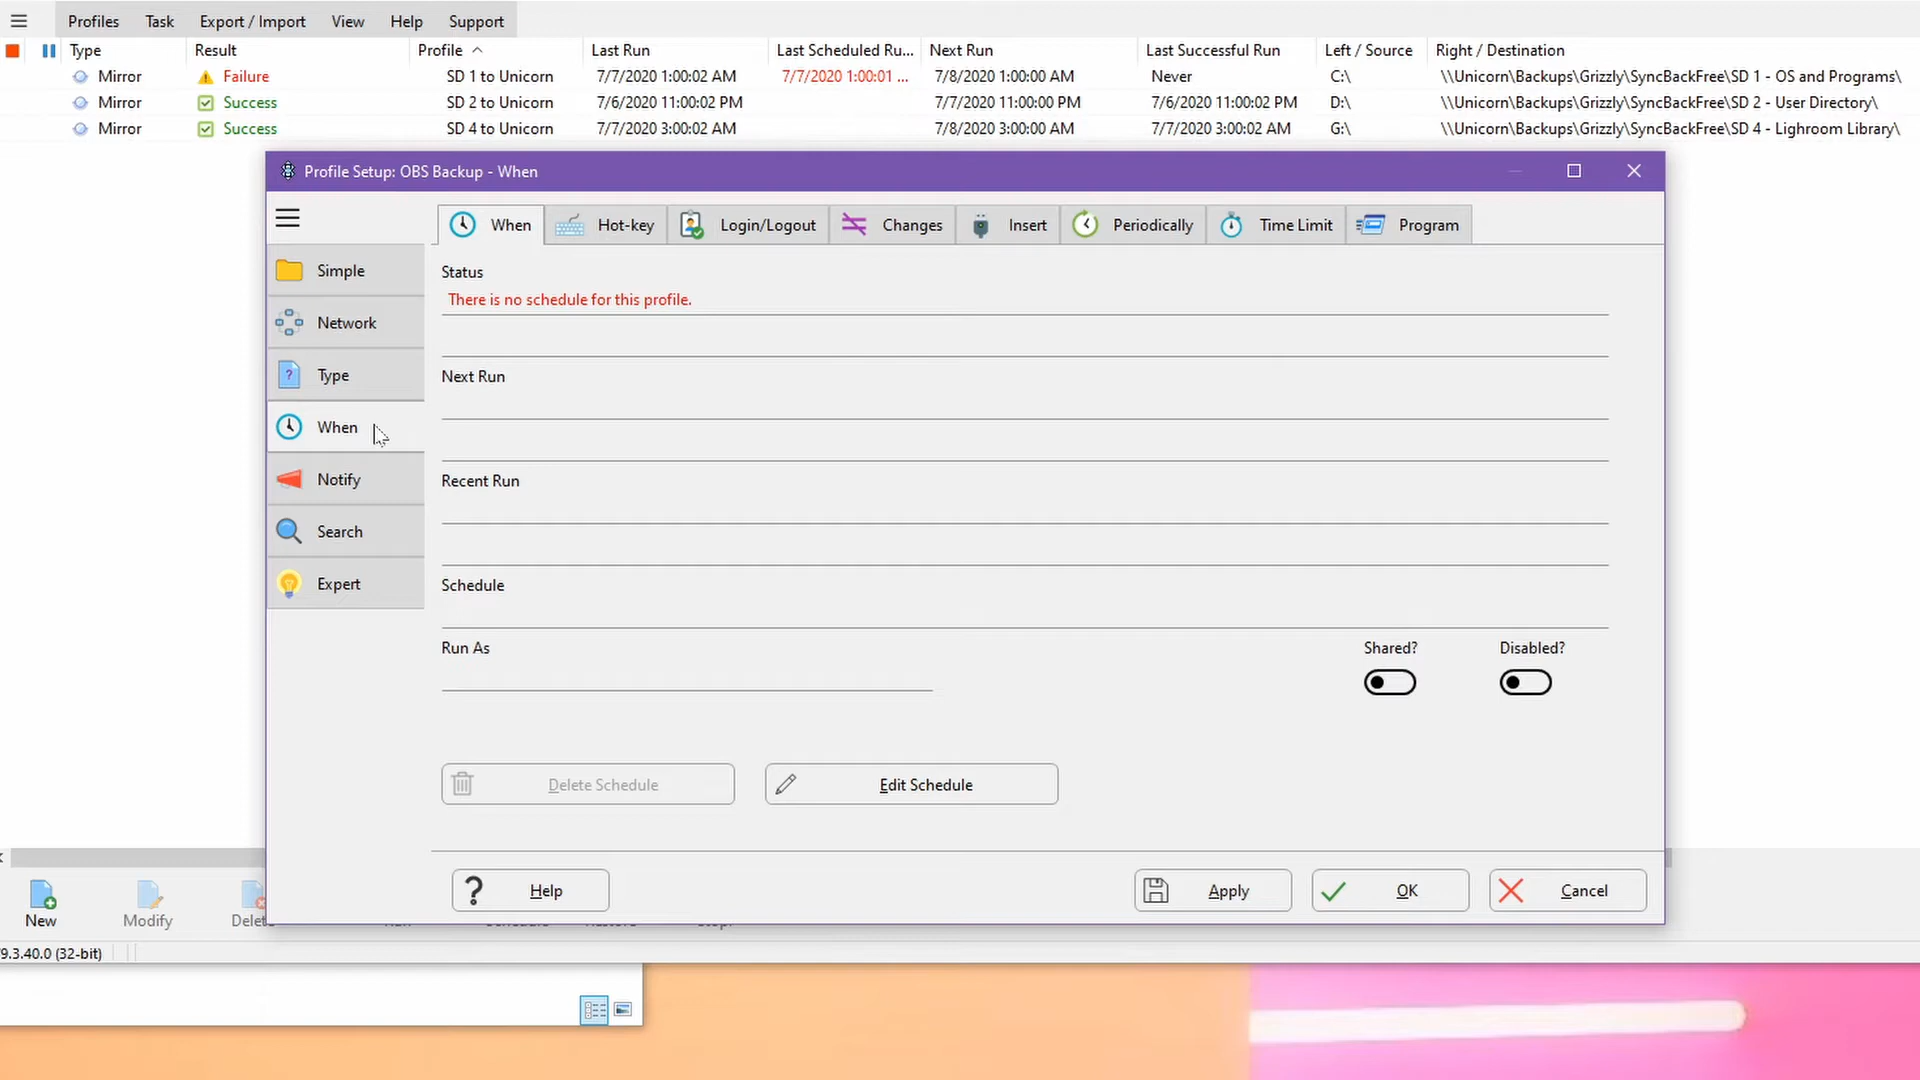 Profiles Task Export / Import View Help Support
Type Result Profile Last Run Last Scheduled Ru... Next Run Last Successful Run Left / Source Right / Destination
Mirror Failure SD 1 to Unicorn 7/7/2020 1:00:02 AM 7/7/2020 1:00:01 ... 7/8/2020 1:00:00 AM Never C:\ \\Unicorn\Backups\Grizzly\SyncBackFree\SD 1 - OS and Programs\
Mirror Success SD 2 to Unicorn 7/6/2020 11:00:02 PM 7/7/2020 11:00:00 PM 7/6/2020 11:00:02 PM D:\ \\Unicorn\Backups\Grizzly\SyncBackFree\SD 2 - User Directory\
Mirror Success SD 4 to Unicorn 7/7/2020 3:00:02 AM 7/8/2020 3:00:00 AM 7/7/2020 3:00:02 AM G:\ \\Unicorn\Backups\Grizzly\SyncBackFree\SD 4 - Lighroom Library\
Profile Setup: OBS Backup - When
When Hot-key Login/Logout Changes Insert Periodically Time Limit Program
Simple
Network
Type
When
Notify
Search
Expert
Status
There is no schedule for this profile.
Next Run
Recent Run
Schedule
Run As Shared? Disabled?
Delete Schedule Edit Schedule
Help Apply OK Cancel
New Modify Delet
9.3.40.0 (32-bit)